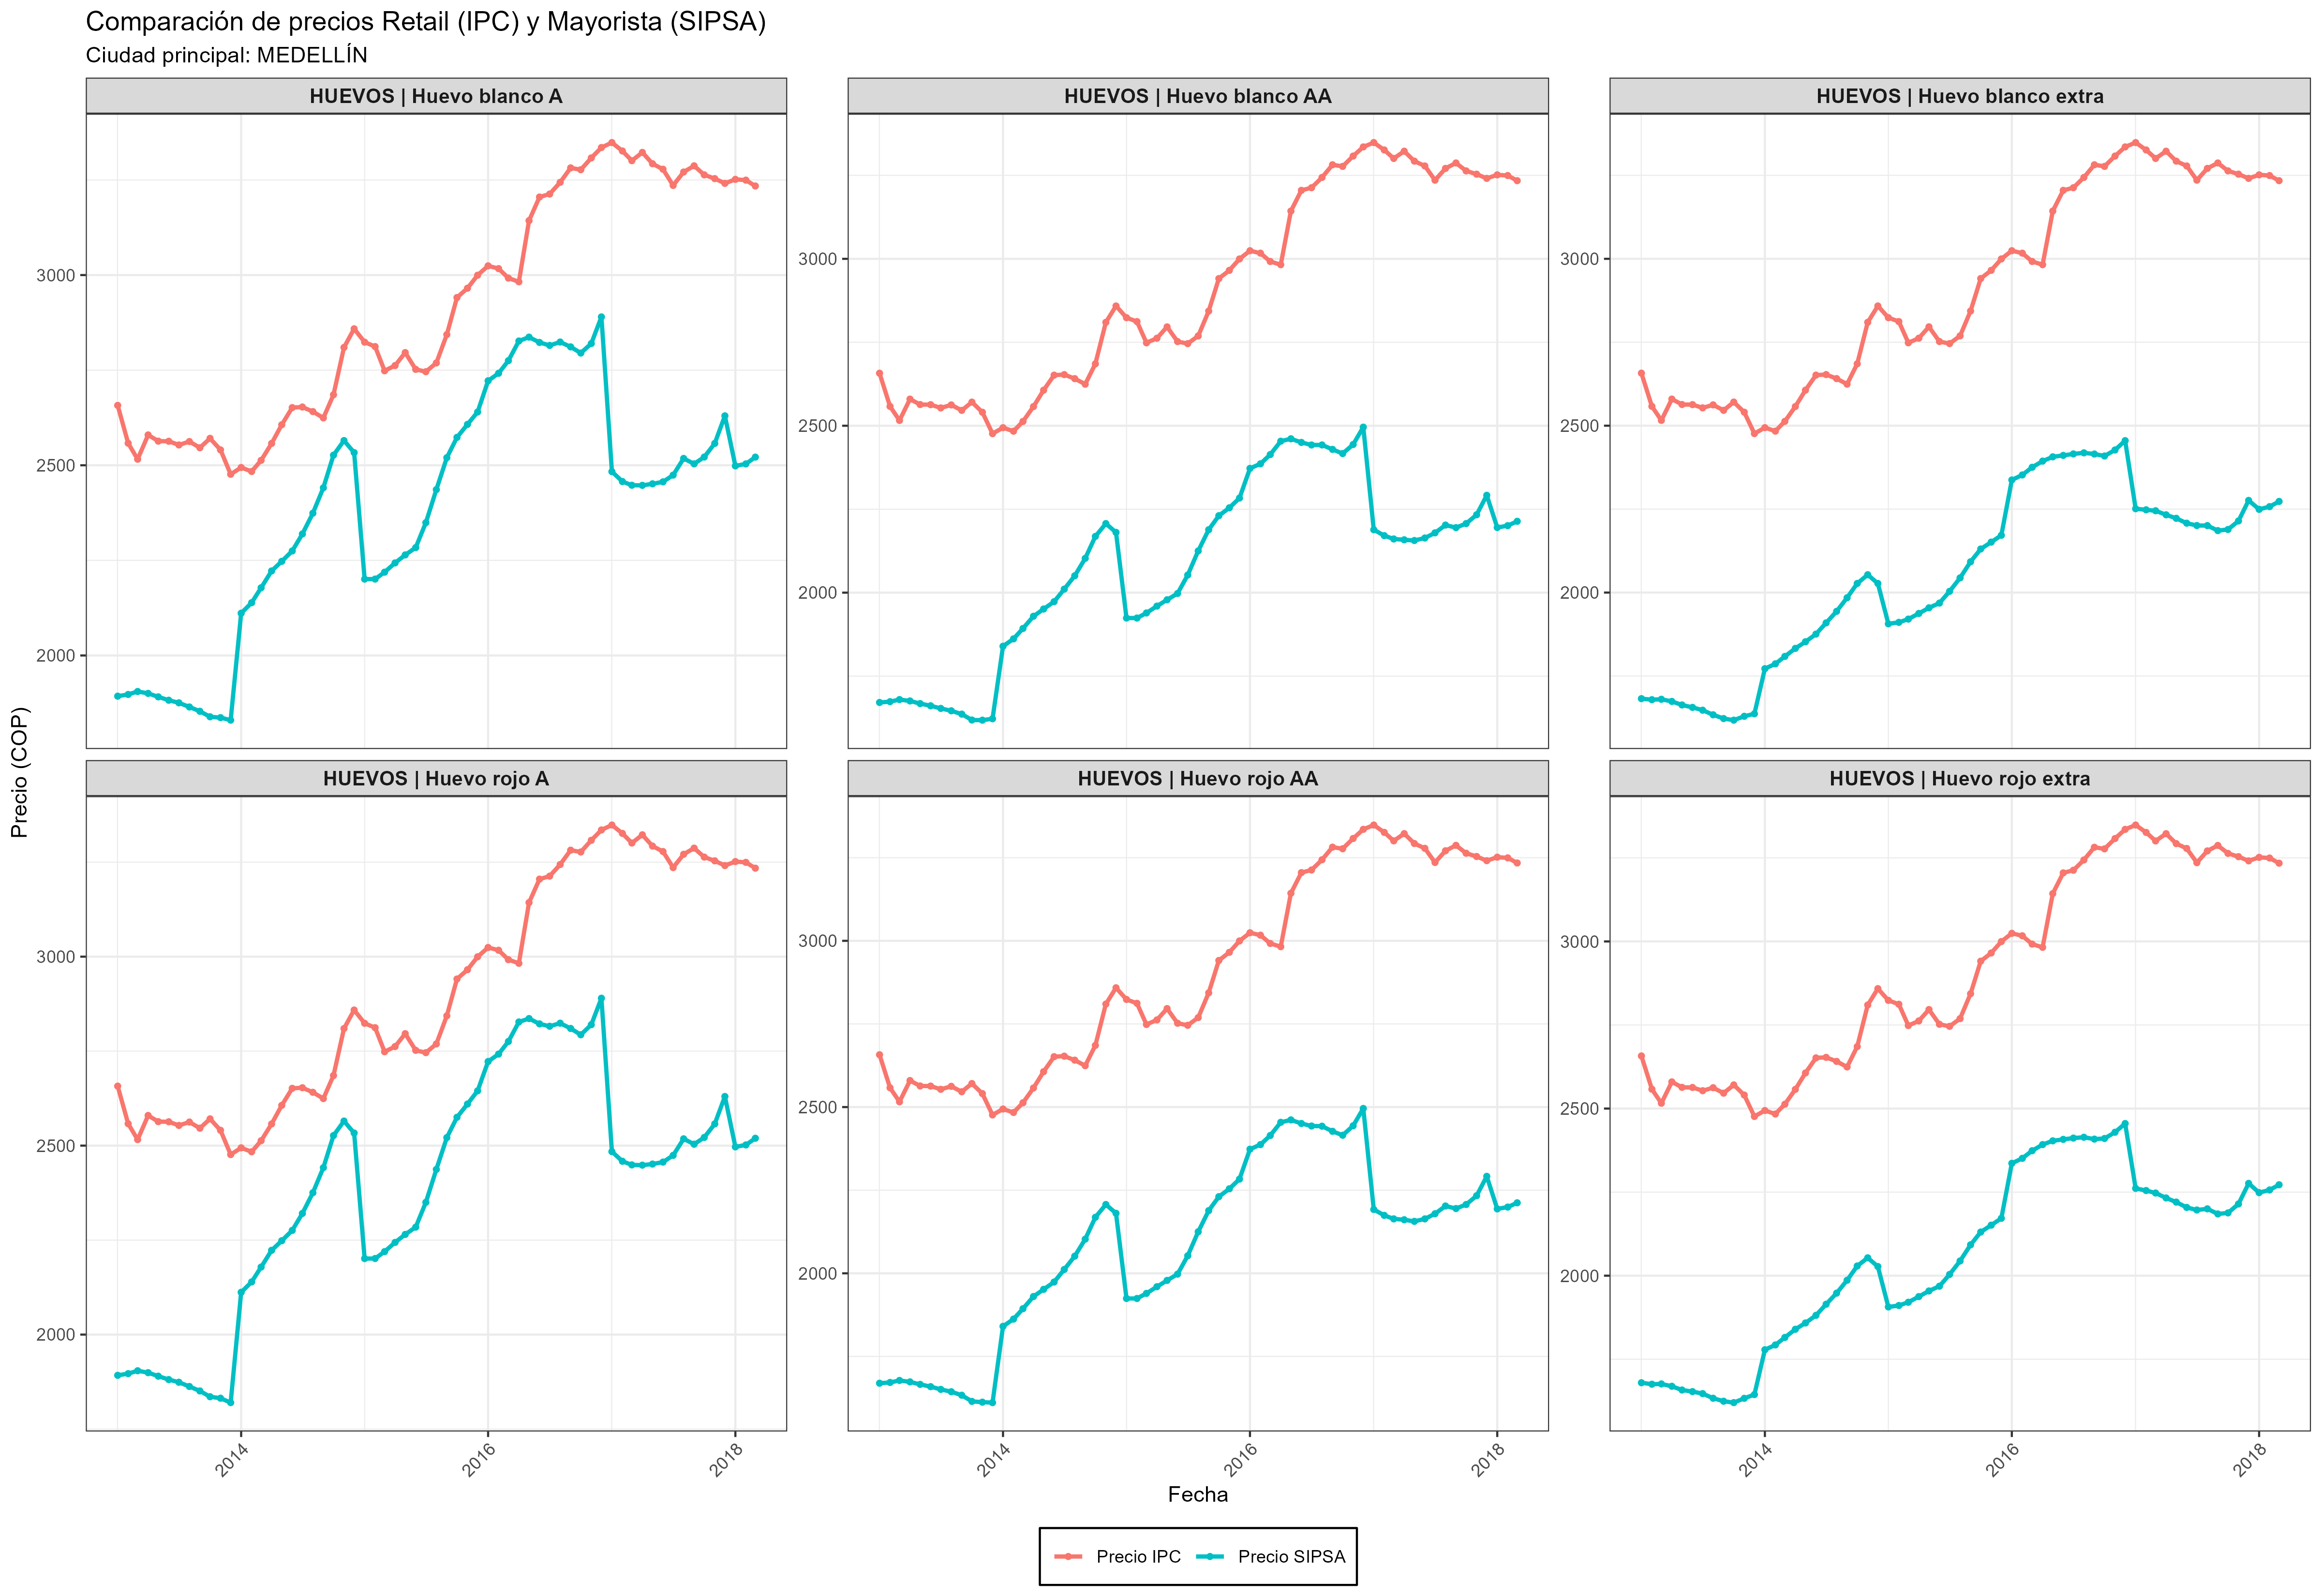 Comparación de precios Retail (IPC) y Mayorista (SIPSA)
Ciudad principal: MEDELLÍN
HUEVOS | Huevo blanco A
HUEVOS | Huevo blanco AA
HUEVOS | Huevo blanco extra
3000
2500
2000
3000
2500
2000
3000
2500
2000
Precio (COP)
HUEVOS | Huevo rojo A
HUEVOS | Huevo rojo AA
HUEVOS | Huevo rojo extra
3000
2500
2000
3000
2500
2000
3000
2500
2000
2014
2016
2018
2014
2016
2018
2014
2016
2018
Fecha
Precio IPC
Precio SIPSA